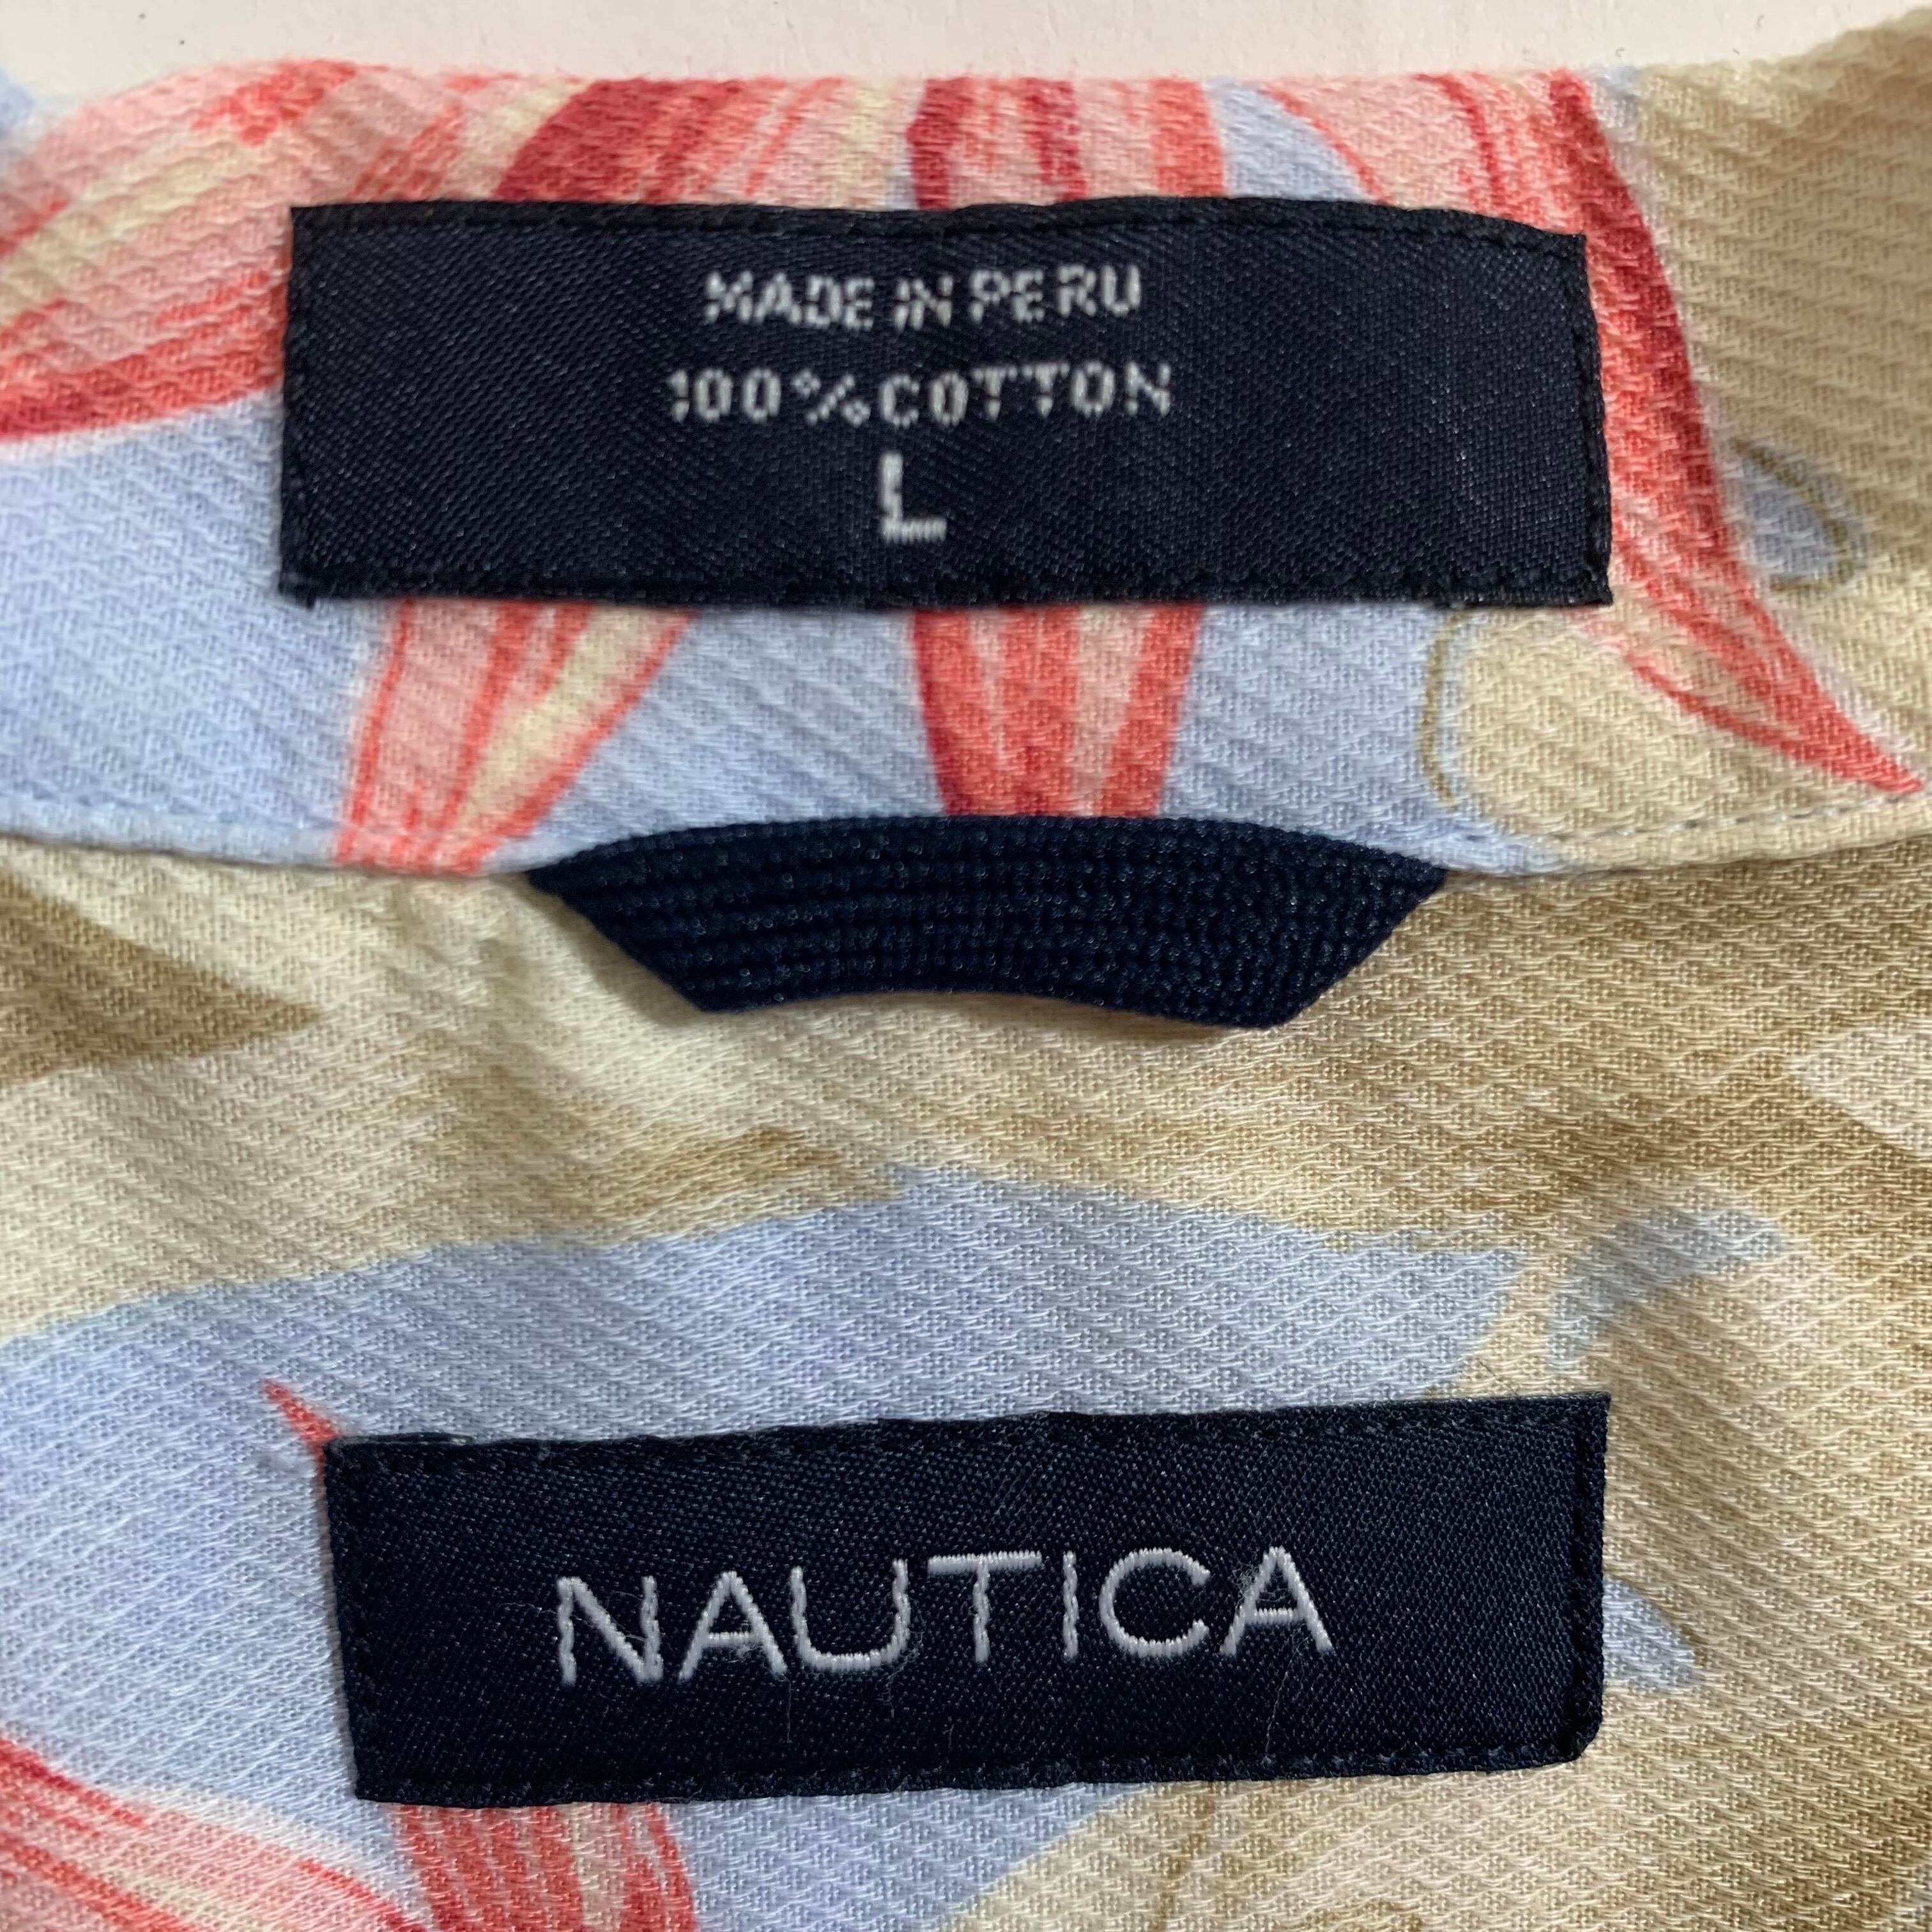 MADE IN PERU
100% COTTON
L
NAUTICA